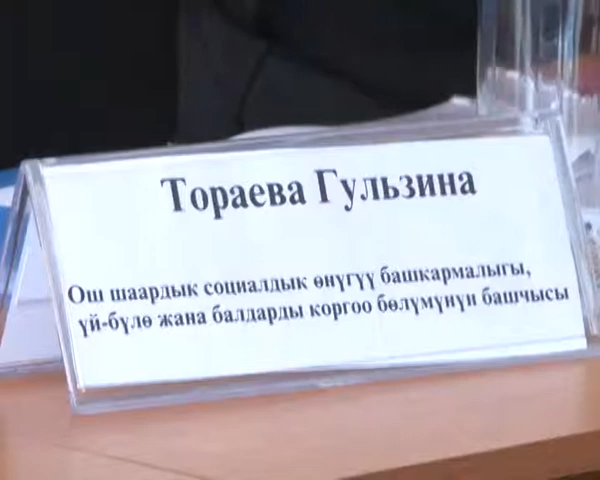 Тораева Гульзина
Ош шаардык социалдык өнүгүү башкармалыгы,
үй-бүлө жана балдарды коргоо бөлүмүнүн башчысы